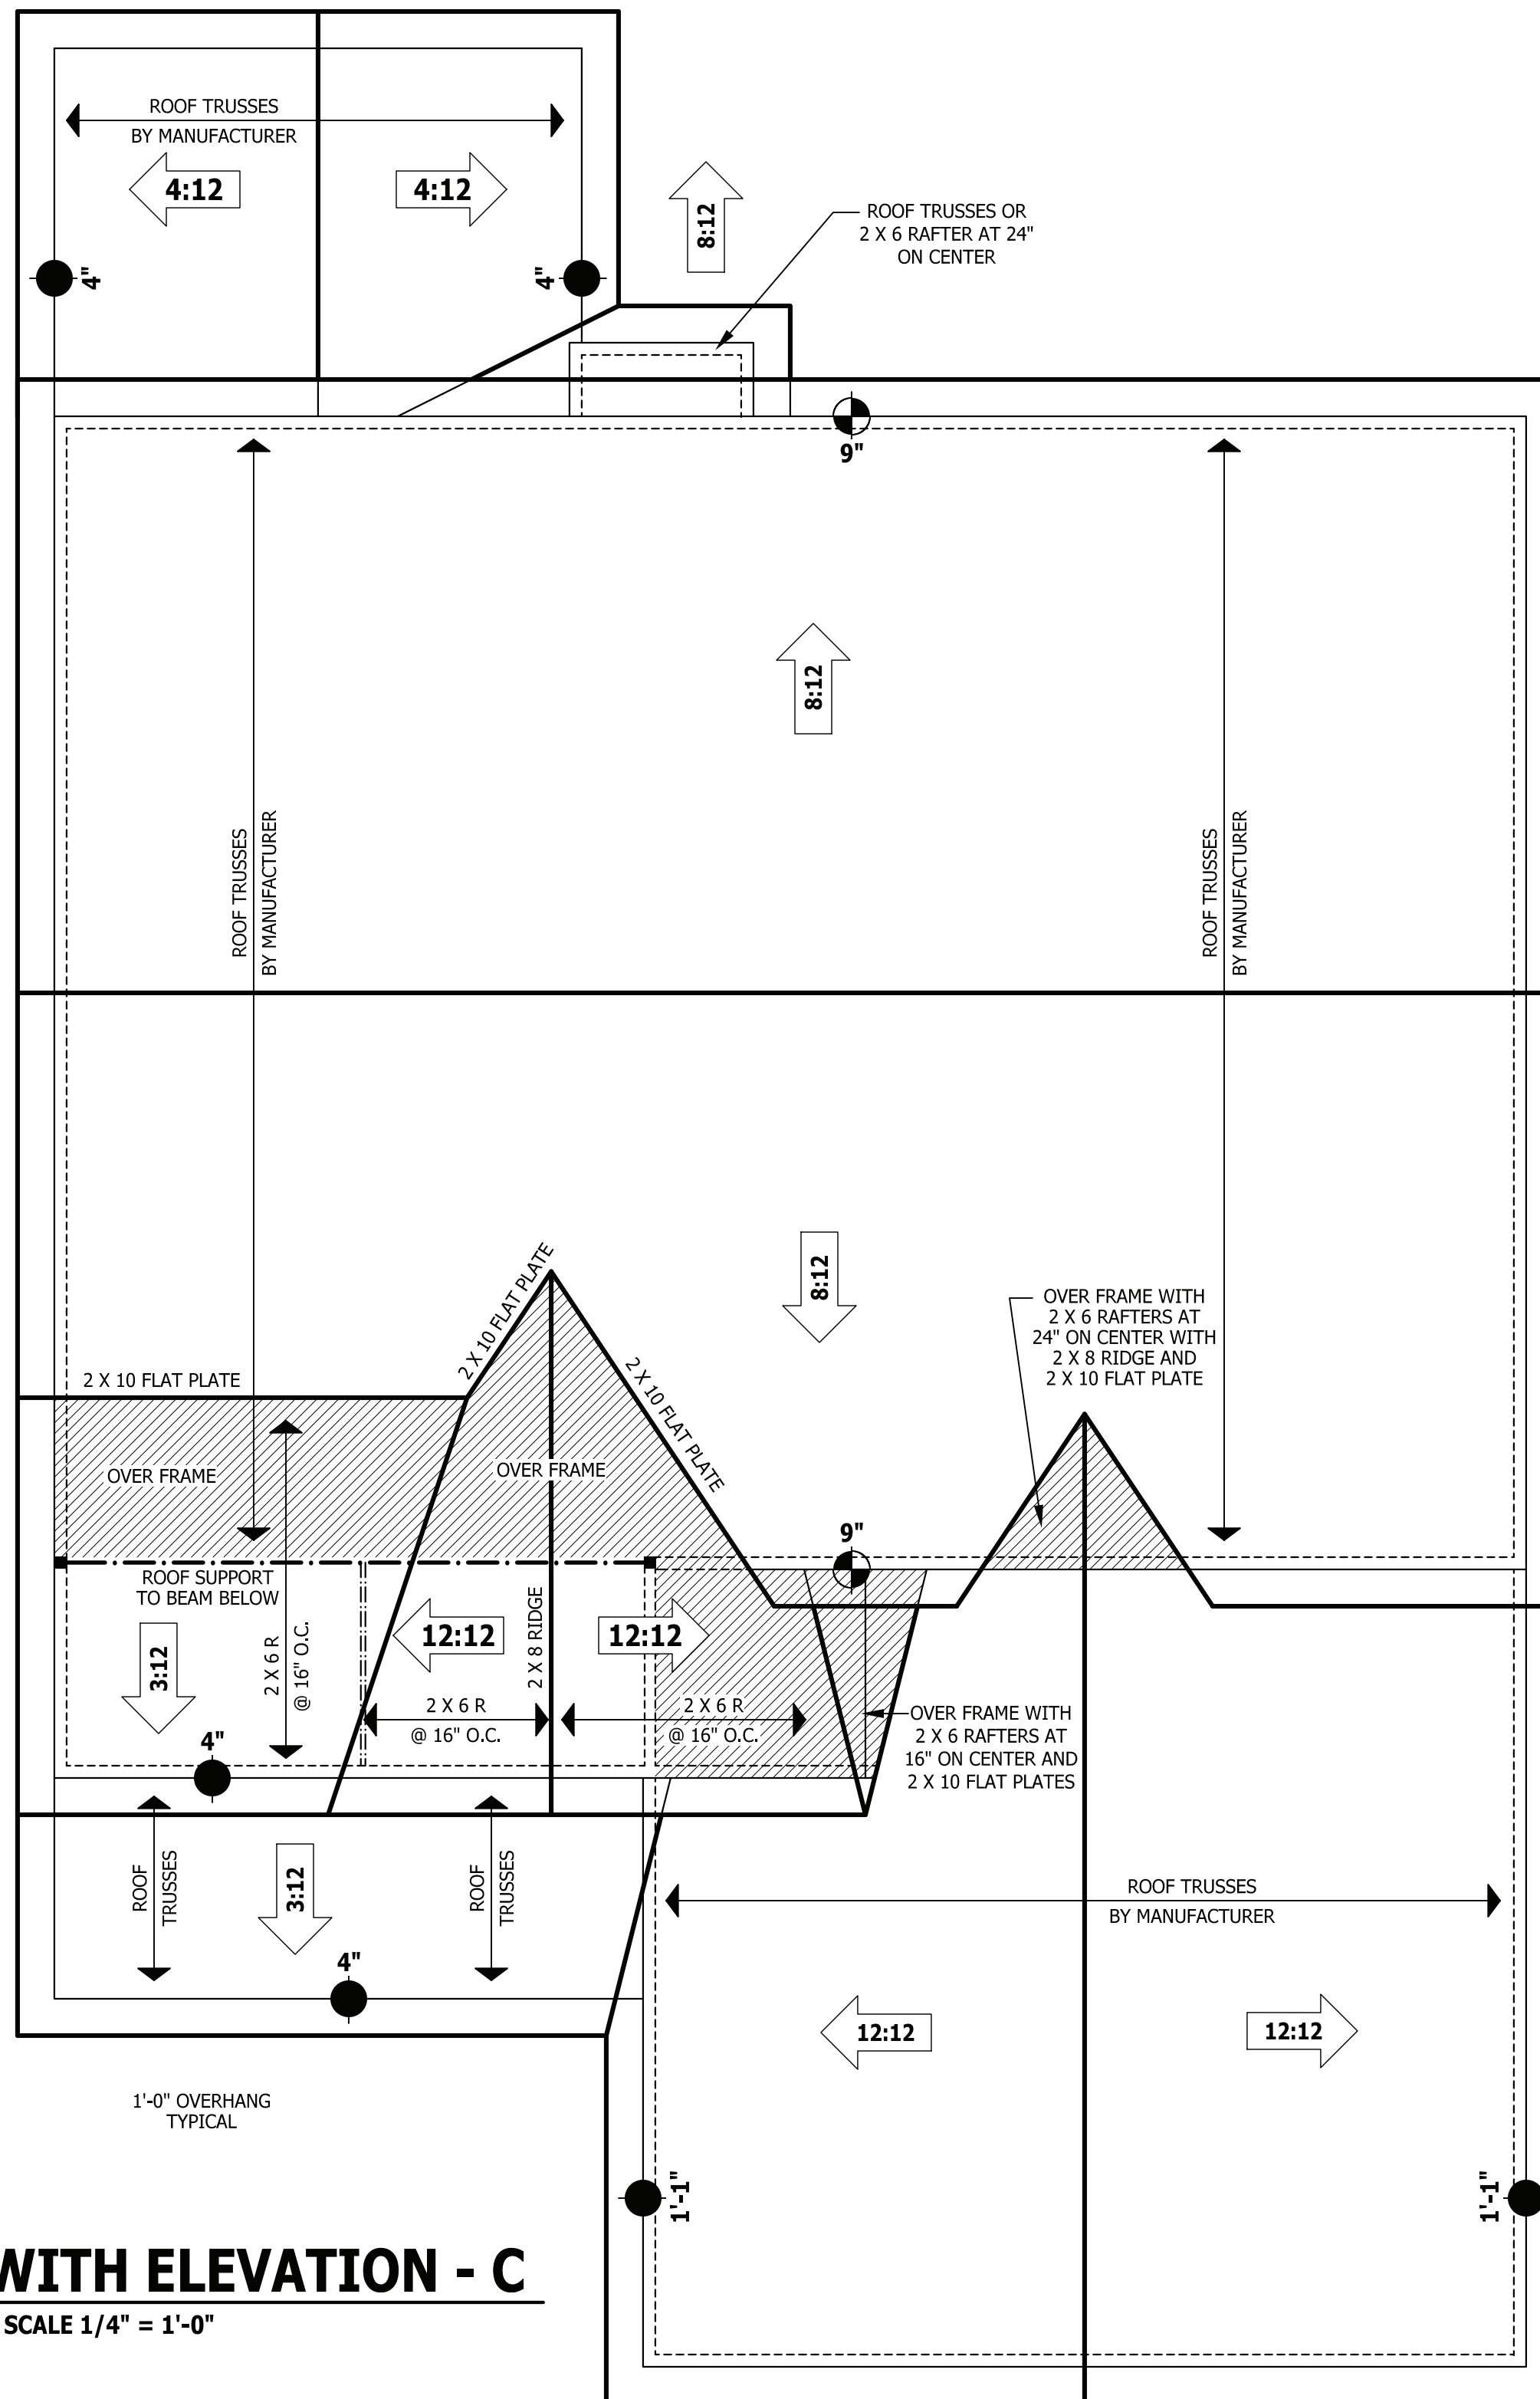 ROOF TRUSSES
BY MANUFACTURER
4:12
4:12
8:12
ROOF TRUSSES OR
2 X 6 RAFTER AT 24"
ON CENTER
4"
4"
9"
8:12
ROOF TRUSSES
BY MANUFACTURER
ROOF TRUSSES
BY MANUFACTURER
8:12
2 X 10 FLAT PLATE
2 X 10 FLAT PLATE
2 X 10 FLAT PLATE
OVER FRAME WITH
2 X 6 RAFTERS AT
24" ON CENTER WITH
2 X 8 RIDGE AND
2 X 10 FLAT PLATE
OVER FRAME
OVER FRAME
9"
ROOF SUPPORT
TO BEAM BELOW
3:12
2 X 6 R
@ 16" O.C.
12:12
2 X 8 RIDGE
12:12
2 X 6 R
@ 16" O.C.
2 X 6 R
@ 16" O.C.
OVER FRAME WITH
2 X 6 RAFTERS AT
16" ON CENTER AND
2 X 10 FLAT PLATES
4"
ROOF
TRUSSES
3:12
ROOF
TRUSSES
ROOF TRUSSES
BY MANUFACTURER
4"
12:12
12:12
1'-0" OVERHANG
TYPICAL
1'-1"
1'-1"
WITH ELEVATION - C
SCALE 1/4" = 1'-0"